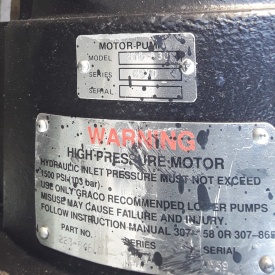 MOTOR-PUMP
MODEL
SERIES
SERIAL
WARNING
HIGH PRESSURE MOTOR
HYDRAULIC INLET PRESSURE MUST NOT EXCEED
1500 PSI (103 bar)
USE ONLY GRACO RECOMMENDED LOWER PUMPS
MISUSE MAY CAUSE FAILURE AND INJURY.
FOLLOW INSTRUCTION MANUAL 307- 58 OR 307-
PART NO. SERIES SERIAL